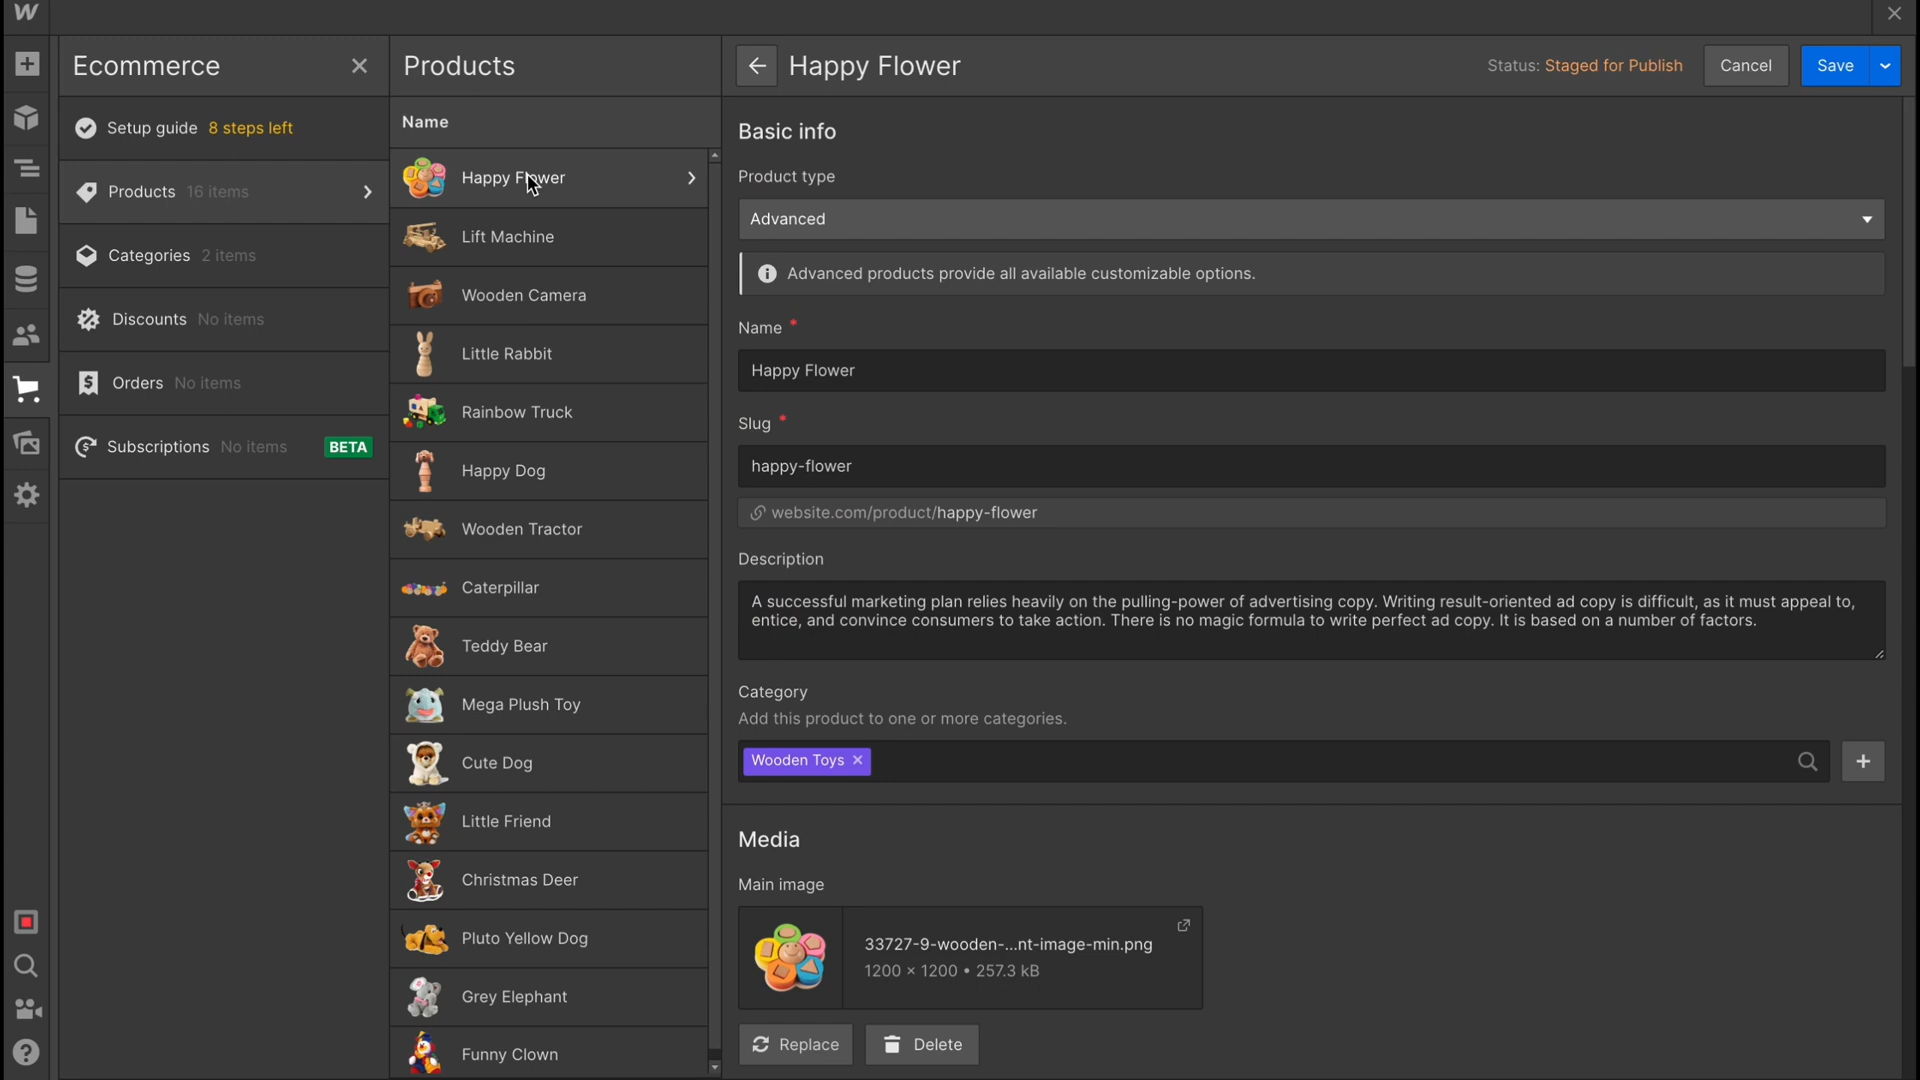 W
Ecommerce
Setup guide 8 steps left
Products 16 items
Categories 2 items
Discounts No items
Orders No items
Subscriptions No items BETA
Products
Name
Happy Flower
Lift Machine
Wooden Camera
Little Rabbit
Rainbow Truck
Happy Dog
Wooden Tractor
Caterpillar
Teddy Bear
Mega Plush Toy
Cute Dog
Little Friend
Christmas Deer
Pluto Yellow Dog
Grey Elephant
Funny Clown
Happy Flower
Status: Staged for Publish
Cancel
Save
Basic info
Product type
Advanced
Advanced products provide all available customizable options.
Name *
Happy Flower
Slug *
happy-flower
website.com/product/happy-flower
Description
A successful marketing plan relies heavily on the pulling-power of advertising copy. Writing result-oriented ad copy is difficult, as it must appeal to,
entice, and convince consumers to take action. There is no magic formula to write perfect ad copy. It is based on a number of factors.
Category
Add this product to one or more categories.
Wooden Toys
Media
Main image
33727-9-wooden-...nt-image-min.png
1200 × 1200 • 257.3 kB
Replace
Delete